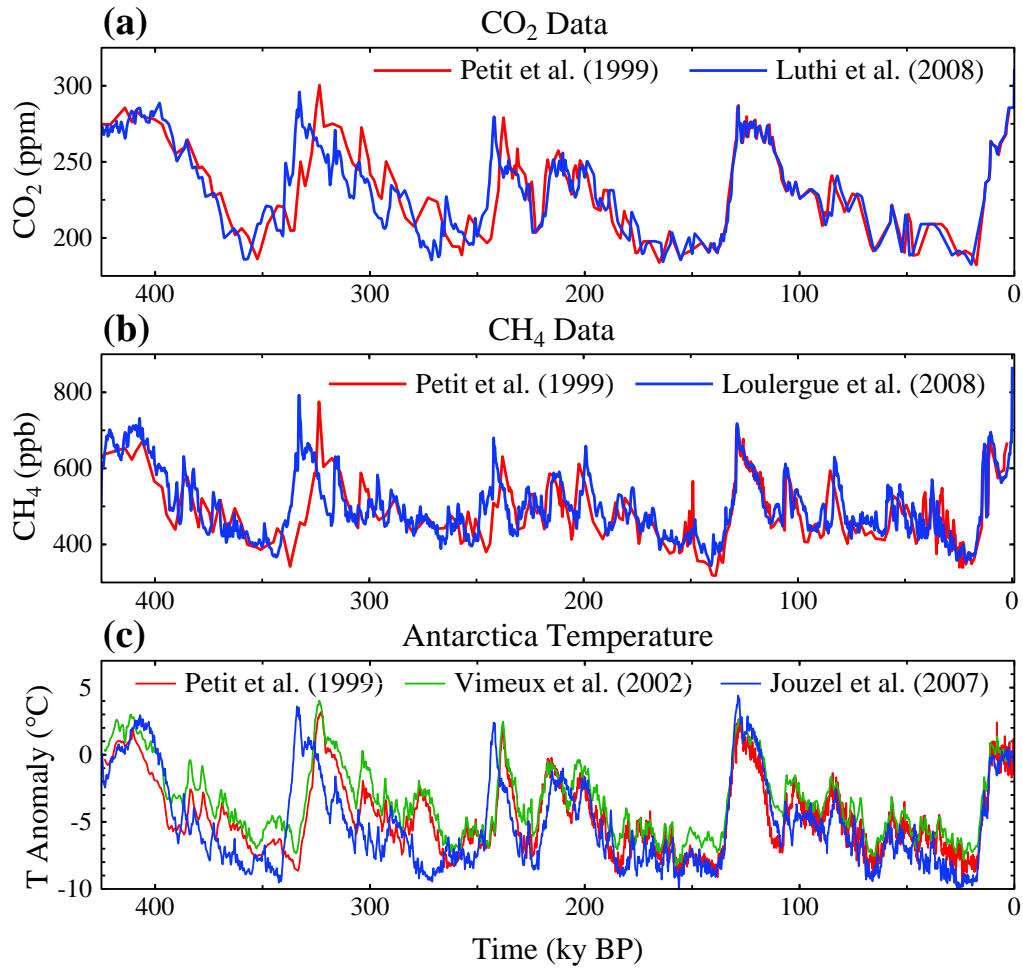 (a) CO₂ Data
Petit et al. (1999) Luthi et al. (2008)
CO₂ (ppm)
300
250
200
400 300 200 100 0
(b) CH₄ Data
Petit et al. (1999) Loulergue et al. (2008)
CH₄ (ppb)
800
600
400
400 300 200 100 0
(c) Antarctica Temperature
Petit et al. (1999) Vimeux et al. (2002) Jouzel et al. (2007)
T Anomaly (°C)
5
0
-5
-10
400 300 200 100 0
Time (ky BP)